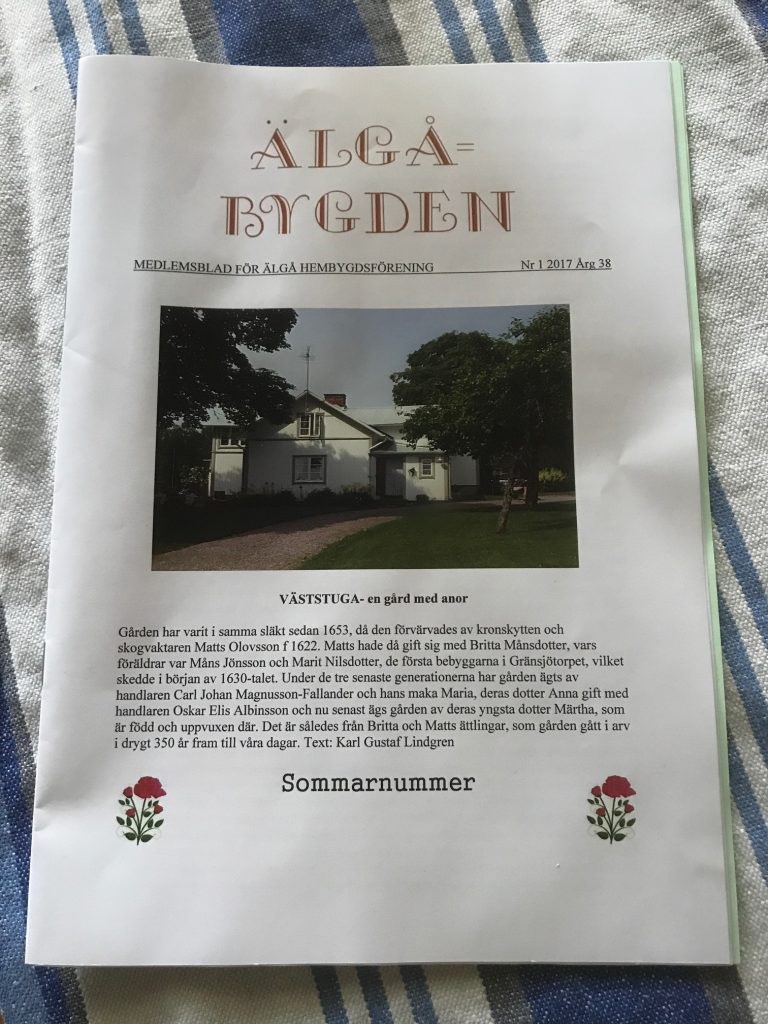 ÄLGÅ=
BYGDEN
MEDLEMSBLAD FÖR ÄLGÅ HEMBYGDSFÖRENING Nr 1 2017 Årg 38
VÄSTSTUGA- en gård med anor
Gården har varit i samma släkt sedan 1653, då den förvärvades av kronskytten och
skogvaktaren Matts Olovsson f 1622. Matts hade då gift sig med Britta Månsdotter, vars
föräldrar var Måns Jönsson och Marit Nilsdotter, de första bebyggarna i Gränsjötorpet, vilket
skedde i början av 1630-talet. Under de tre senaste generationerna har gården ägts av
handlaren Carl Johan Magnusson-Fallander och hans maka Maria, deras dotter Anna gift med
handlaren Oskar Elis Albinsson och nu senast ägs gården av deras yngsta dotter Märtha, som
är född och uppvuxen där. Det är således från Britta och Matts ättlingar, som gården gått i arv
i drygt 350 år fram till våra dagar. Text: Karl Gustaf Lindgren
Sommarnummer